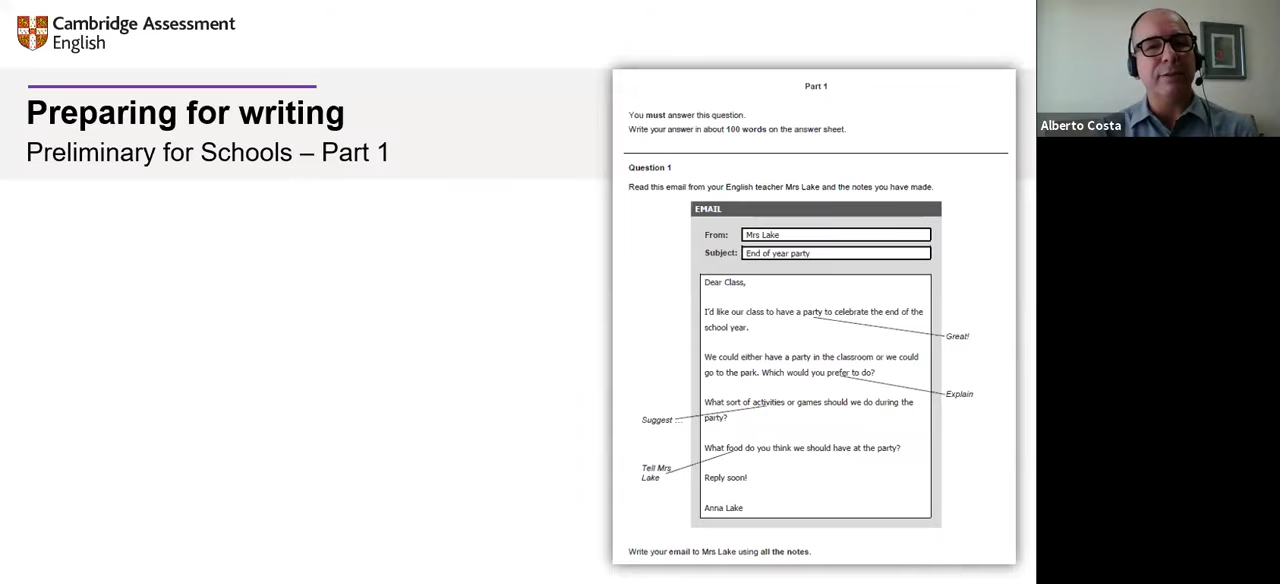 Cambridge Assessment
English
Preparing for writing
Preliminary for Schools – Part 1
Part 1
You must answer this question.
Write your answer in about 100 words on the answer sheet.
Question 1
Read this email from your English teacher Mrs Lake and the notes you have made.
EMAIL
From: Mrs Lake
Subject: End of year party
Dear Class,
I'd like our class to have a party to celebrate the end of the
school year.
Great!
We could either have a party in the classroom or we could
go to the park. Which would you prefer to do?
Explain
What sort of activities or games should we do during the
party?
Suggest ...
What food do you think we should have at the party?
Tell Mrs
Lake
Reply soon!
Anna Lake
Write your email to Mrs Lake using all the notes.
Alberto Costa